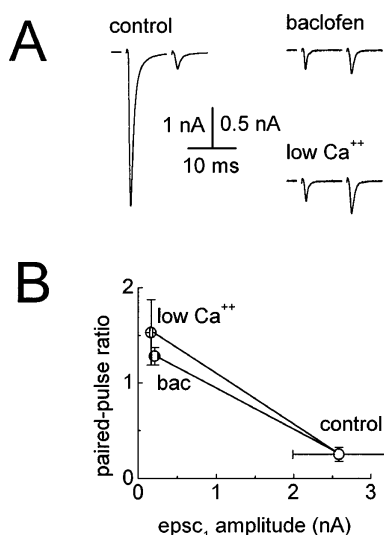 A
control
baclofen
1 nA
0.5 nA
10 ms
low Ca⁺⁺
B
paired-pulse ratio
2
1
0
low Ca⁺⁺
bac
control
0 1 2 3
epsc₁ amplitude (nA)